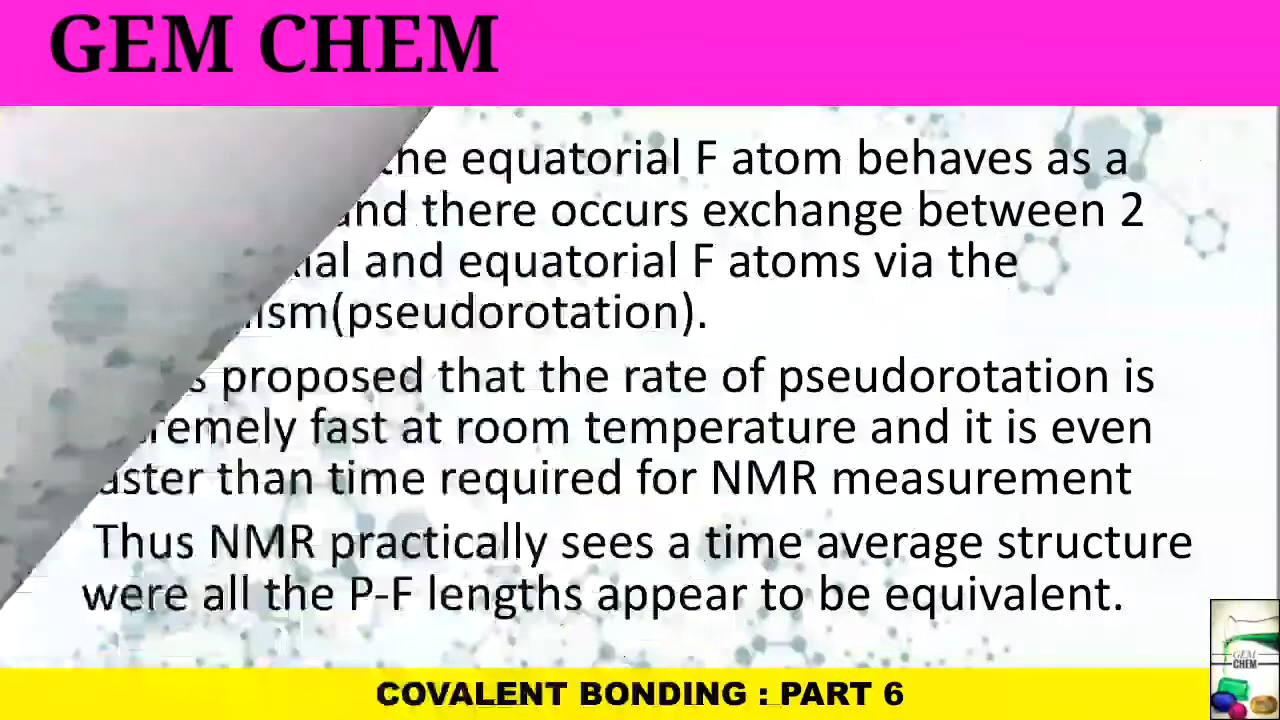 GEM CHEM
the equatorial F atom behaves as a
and there occurs exchange between 2
and equatorial F atoms via the
(pseudorotation).
proposed that the rate of pseudorotation is
fast at room temperature and it is even
than time required for NMR measurement
Thus NMR practically sees a time average structure
were all the P-F lengths appear to be equivalent.
GEM
CHEM
COVALENT BONDING : PART 6